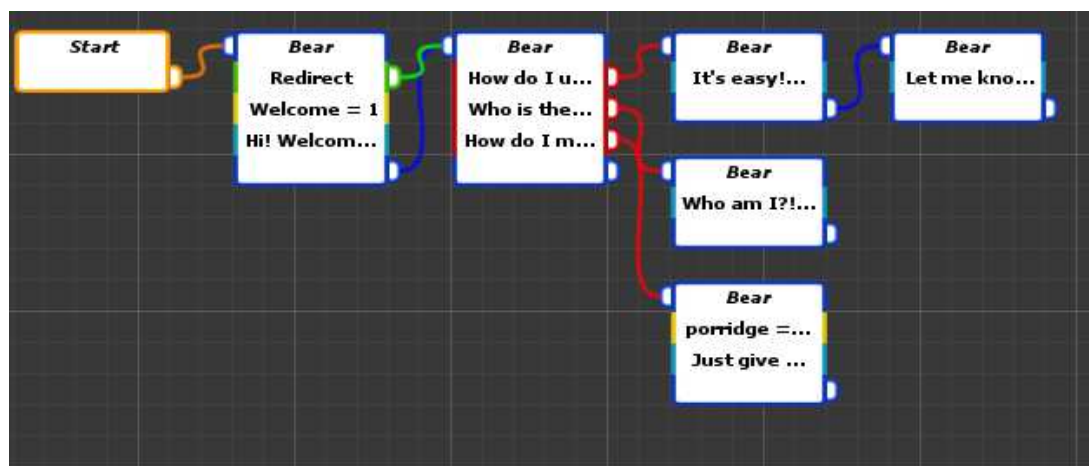 Start
Bear
Redirect
Welcome = 1
Hi! Welcom...
Bear
How do I u...
Who is the...
How do I m...
Bear
It's easy!...
Bear
Let me kno...
Bear
Who am I?!...
Bear
porridge =...
Just give ...